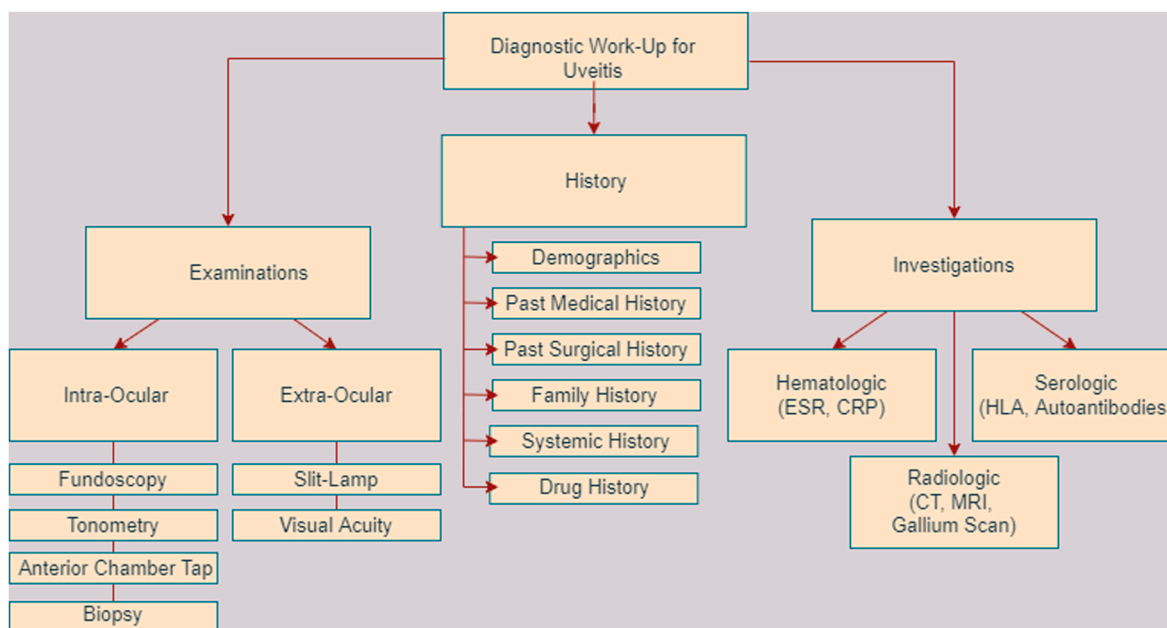 Diagnostic Work-Up for
Uveitis
History
Examinations
Investigations
Demographics
Past Medical History
Past Surgical History
Family History
Systemic History
Drug History
Intra-Ocular
Extra-Ocular
Fundoscopy
Tonometry
Anterior Chamber Tap
Biopsy
Slit-Lamp
Visual Acuity
Hematologic
(ESR, CRP)
Serologic
(HLA, Autoantibodies)
Radiologic
(CT, MRI,
Gallium Scan)